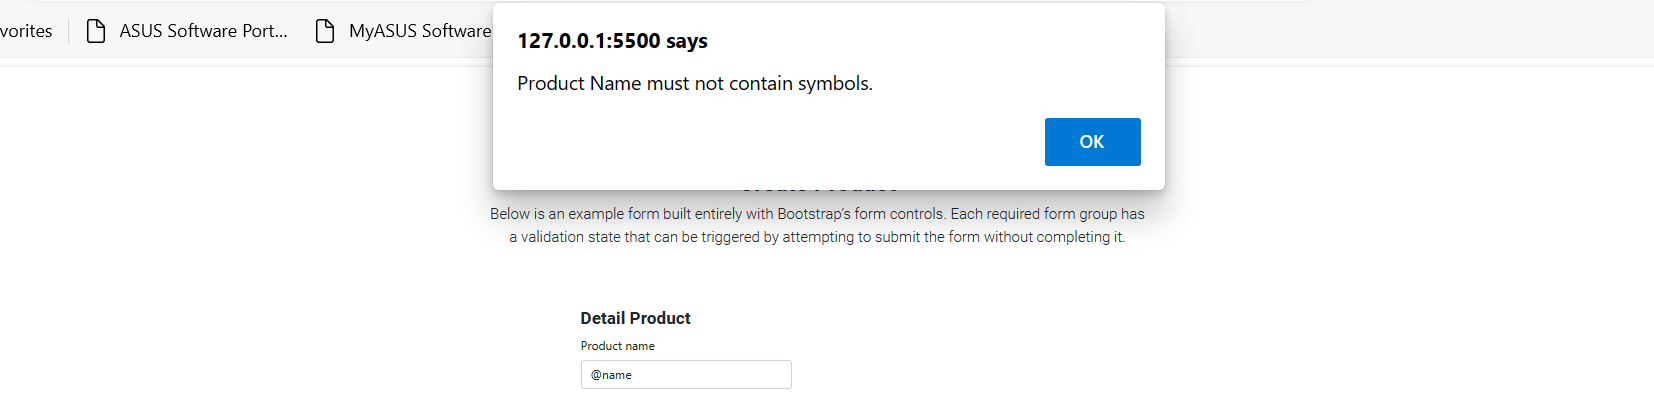 vorites
ASUS Software Port...
MyASUS Software
127.0.0.1:5500 says
Product Name must not contain symbols.
OK
Below is an example form built entirely with Bootstrap's form controls. Each required form group has
a validation state that can be triggered by attempting to submit the form without completing it.
Detail Product
Product name
@name